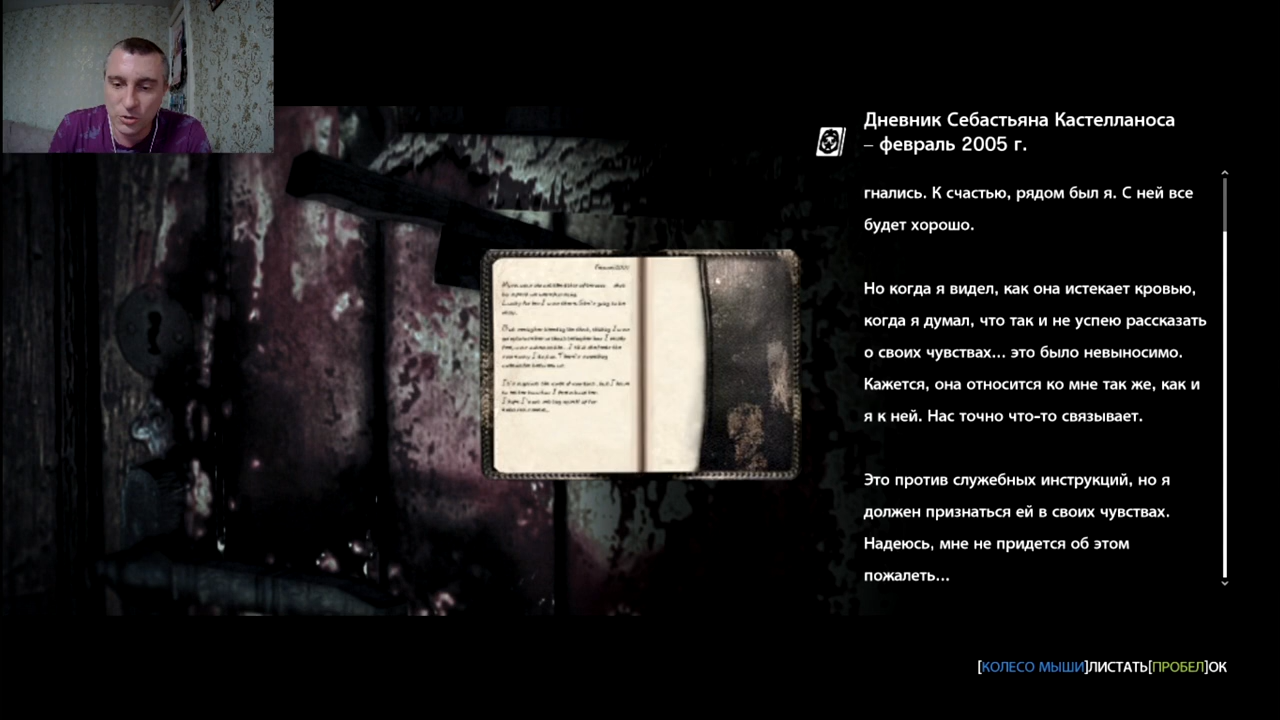 Дневник Себастьяна Кастелланоса
– февраль 2005 г.
гнались. К счастью, рядом был я. С ней все
будет хорошо.
Но когда я видел, как она истекает кровью,
когда я думал, что так и не успею рассказать
о своих чувствах... это было невыносимо.
Кажется, она относится ко мне так же, как и
я к ней. Нас точно что-то связывает.
Это против служебных инструкций, но я
должен признаться ей в своих чувствах.
Надеюсь, мне не придется об этом
пожалеть...
[КОЛЕСО МЫШИ]ЛИСТАТЬ[ПРОБЕЛ]ОК